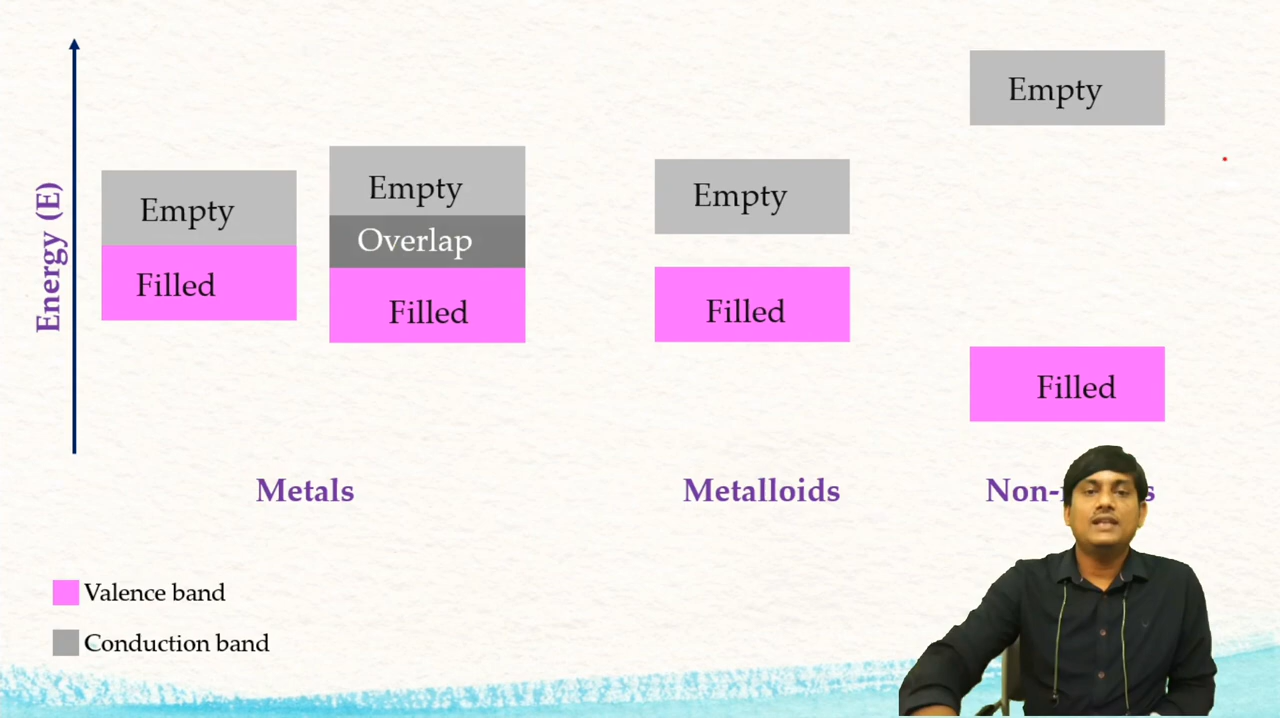 Energy (E)
Empty
Filled
Empty
Overlap
Filled
Empty
Filled
Empty
Filled
Metals
Metalloids
Valence band
Conduction band